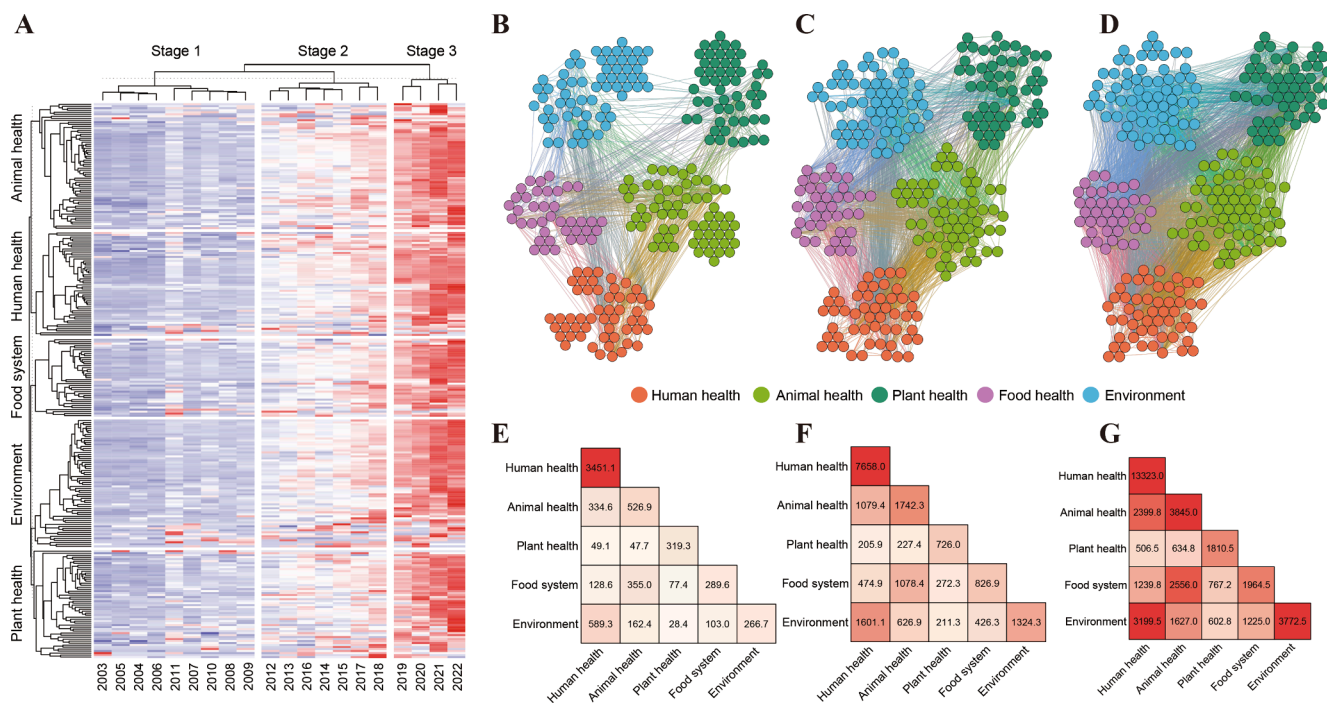 A
B
C
D
Stage 1
Stage 2
Stage 3
Animal health
Human health
Food system
Environment
Plant health
2003
2005
2004
2006
2011
2007
2010
2008
2009
2012
2013
2016
2014
2015
2017
2018
2019
2020
2021
2022
Human health
Animal health
Plant health
Food health
Environment
E
Human health 3451.1
Animal health 334.6 526.9
Plant health 49.1 47.7 319.3
Food system 128.6 355.0 77.4 289.6
Environment 589.3 162.4 28.4 103.0 266.7
Human health
Animal health
Plant health
Food system
Environment
F
Human health 7658.0
Animal health 1079.4 1742.3
Plant health 205.9 227.4 726.0
Food system 474.9 1078.4 272.3 826.9
Environment 1601.1 626.9 211.3 426.3 1324.3
Human health
Animal health
Plant health
Food system
Environment
G
Human health 13323.0
Animal health 2399.8 3845.0
Plant health 506.5 634.8 1810.5
Food system 1239.8 2556.0 767.2 1964.5
Environment 3199.5 1627.0 602.8 1225.0 3772.5
Human health
Animal health
Plant health
Food system
Environment